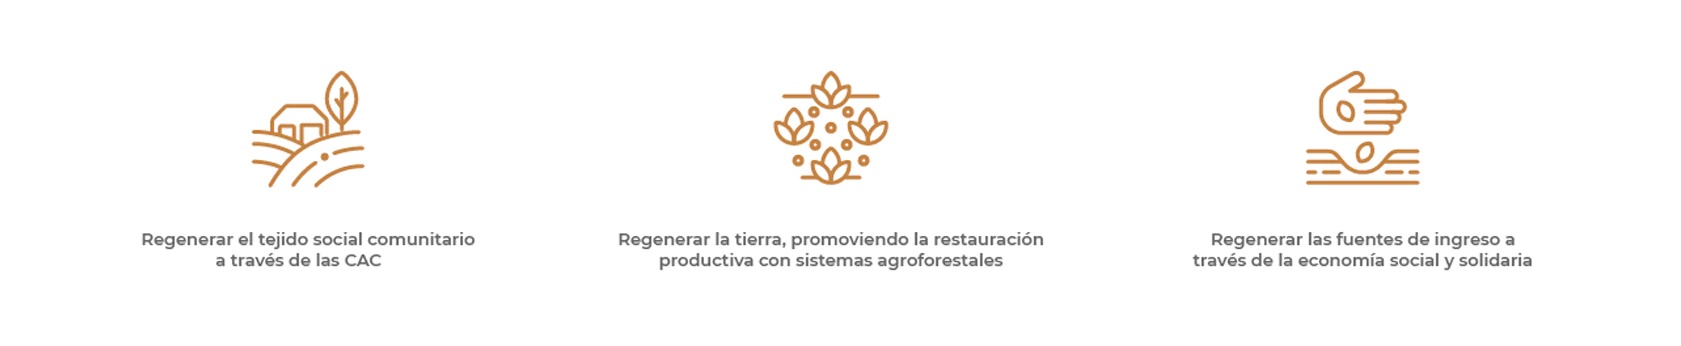 Regenerar el tejido social comunitario
a través de las CAC
Regenerar la tierra, promoviendo la restauración
productiva con sistemas agroforestales
Regenerar las fuentes de ingreso a
través de la economía social y solidaria